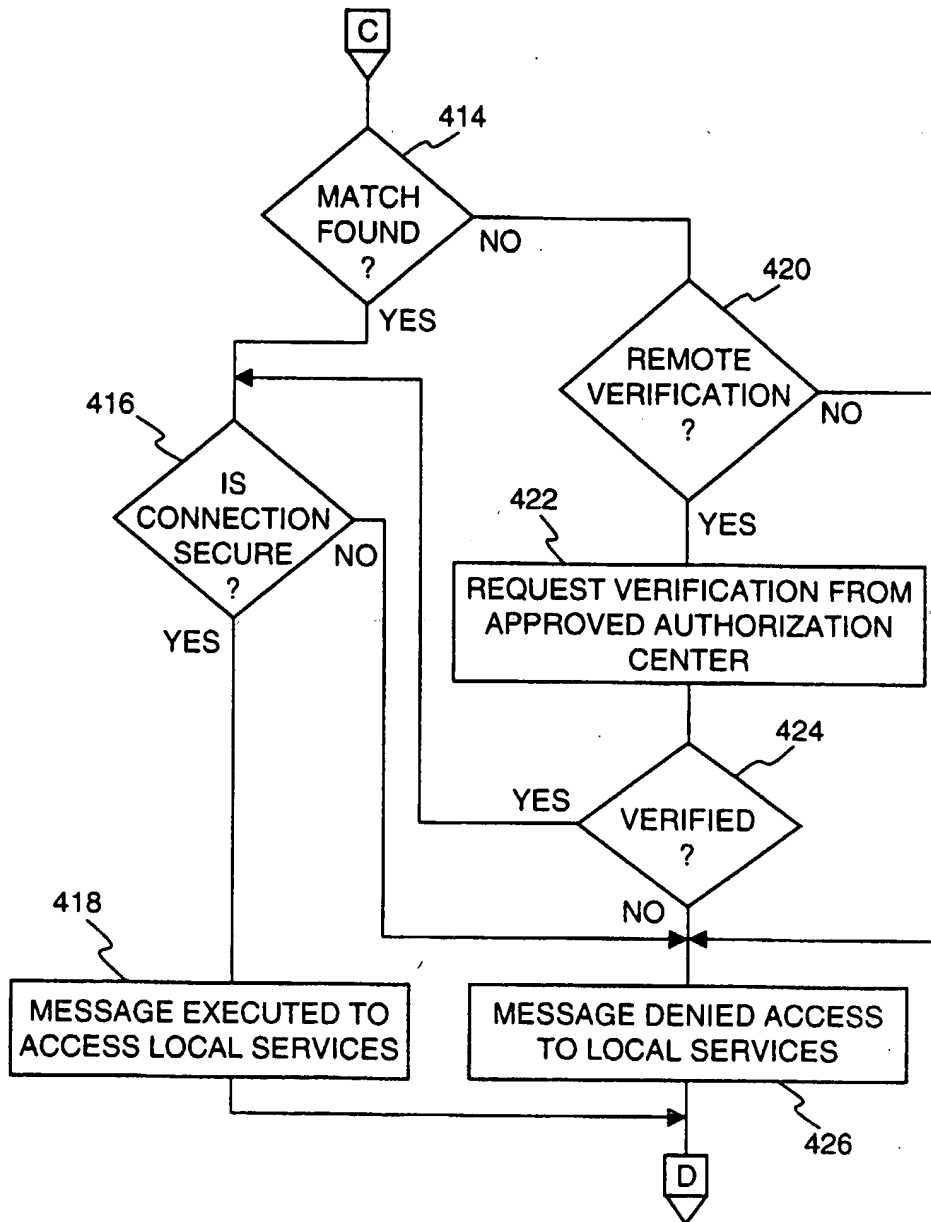 C
414
MATCH
FOUND
?
NO
YES
420
REMOTE
VERIFICATION
?
NO
YES
416
IS
CONNECTION
SECURE
?
NO
YES
422
REQUEST VERIFICATION FROM
APPROVED AUTHORIZATION
CENTER
424
VERIFIED
?
YES
NO
418
MESSAGE EXECUTED TO
ACCESS LOCAL SERVICES
MESSAGE DENIED ACCESS
TO LOCAL SERVICES
426
D